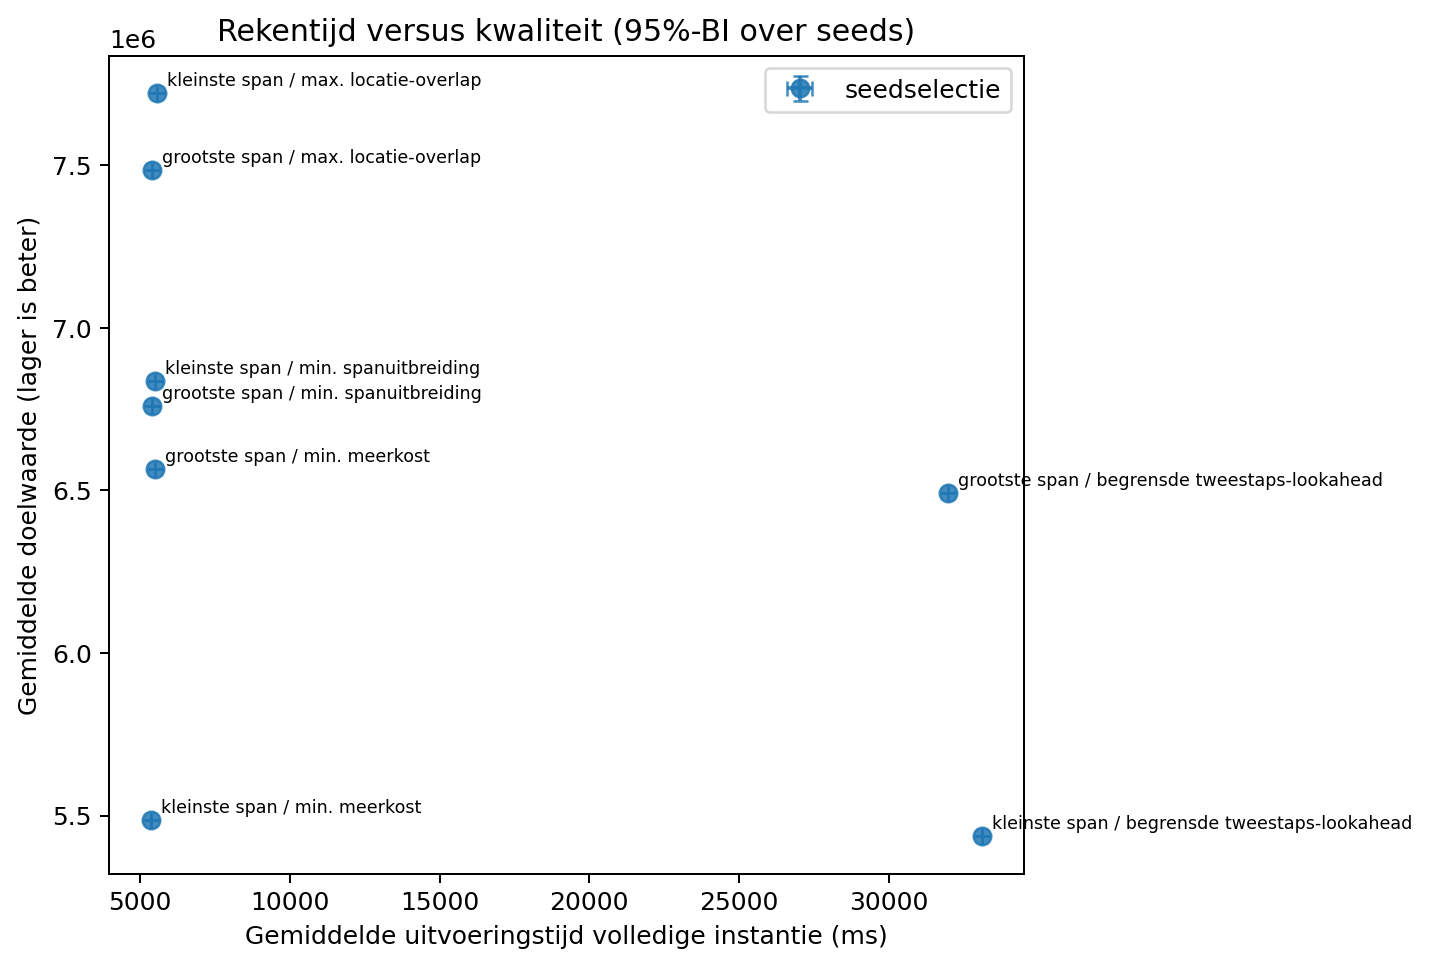 Rekentijd versus kwaliteit (95%-BI over seeds)
1e6
kleinste span / max. locatie-overlap
seedselectie
grootste span / max. locatie-overlap
7.5
7.0
kleinste span / min. spanuitbreiding
grootste span / min. spanuitbreiding
grootste span / min. meerkost
6.5
grootste span / begrensde tweestaps-lookahead
6.0
kleinste span / min. meerkost
5.5
kleinste span / begrensde tweestaps-lookahead
Gemiddelde doelwaarde (lager is beter)
5000 10000 15000 20000 25000 30000
Gemiddelde uitvoeringstijd volledige instantie (ms)